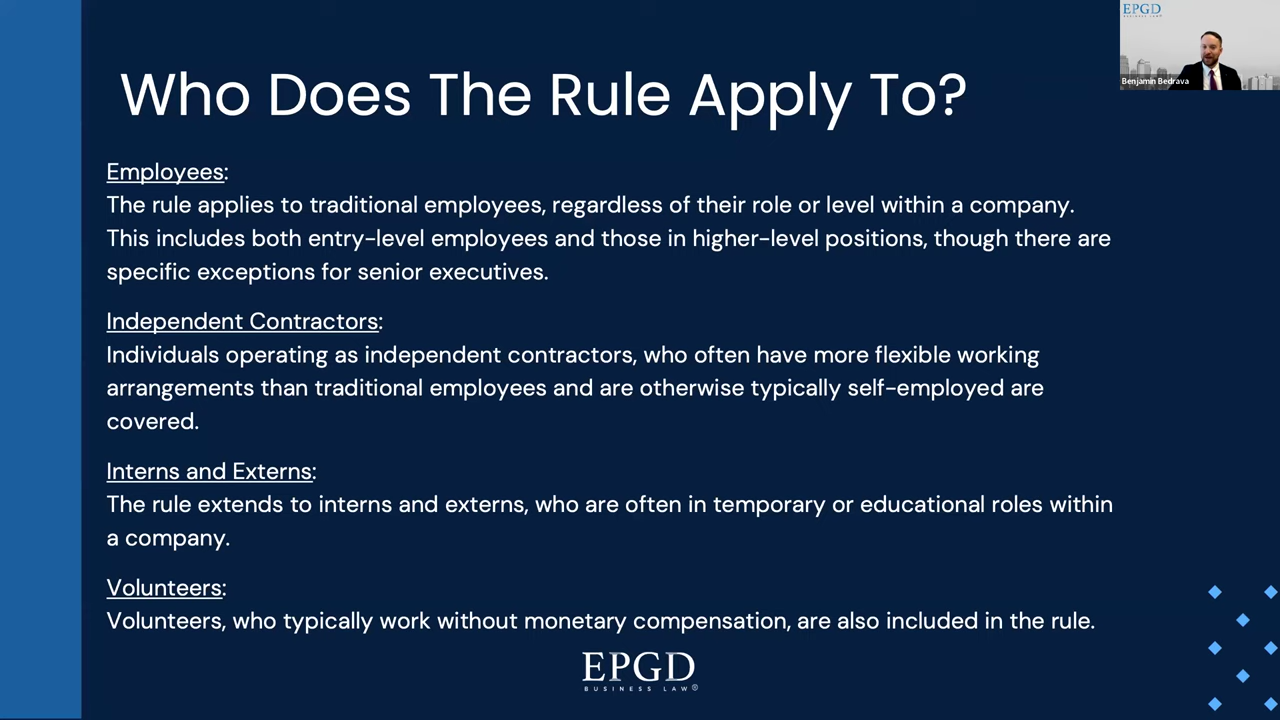 Who Does The Rule Apply To?
EPGD
BUSINESS LAW
Benjamin Bedrava
Employees:
The rule applies to traditional employees, regardless of their role or level within a company.
This includes both entry-level employees and those in higher-level positions, though there are
specific exceptions for senior executives.
Independent Contractors:
Individuals operating as independent contractors, who often have more flexible working
arrangements than traditional employees and are otherwise typically self-employed are
covered.
Interns and Externs:
The rule extends to interns and externs, who are often in temporary or educational roles within
a company.
Volunteers:
Volunteers, who typically work without monetary compensation, are also included in the rule.
EPGD
BUSINESS LAW®